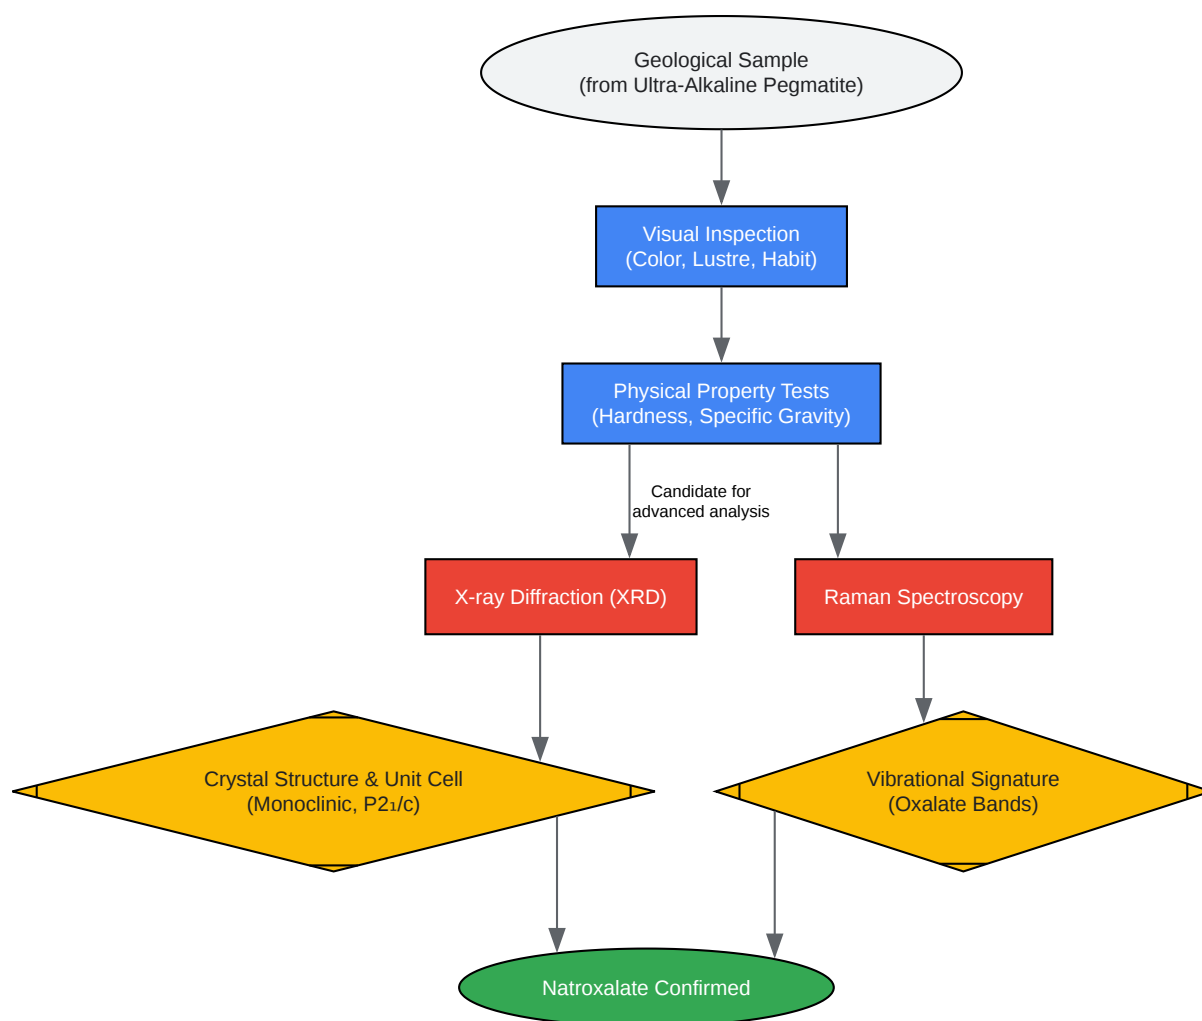 Geological Sample
(from Ultra-Alkaline Pegmatite)
Visual Inspection
(Color, Lustre, Habit)
Physical Property Tests
(Hardness, Specific Gravity)
Candidate for
advanced analysis
X-ray Diffraction (XRD)
Raman Spectroscopy
Crystal Structure & Unit Cell
(Monoclinic, P2₁/c)
Vibrational Signature
(Oxalate Bands)
Natroxalate Confirmed